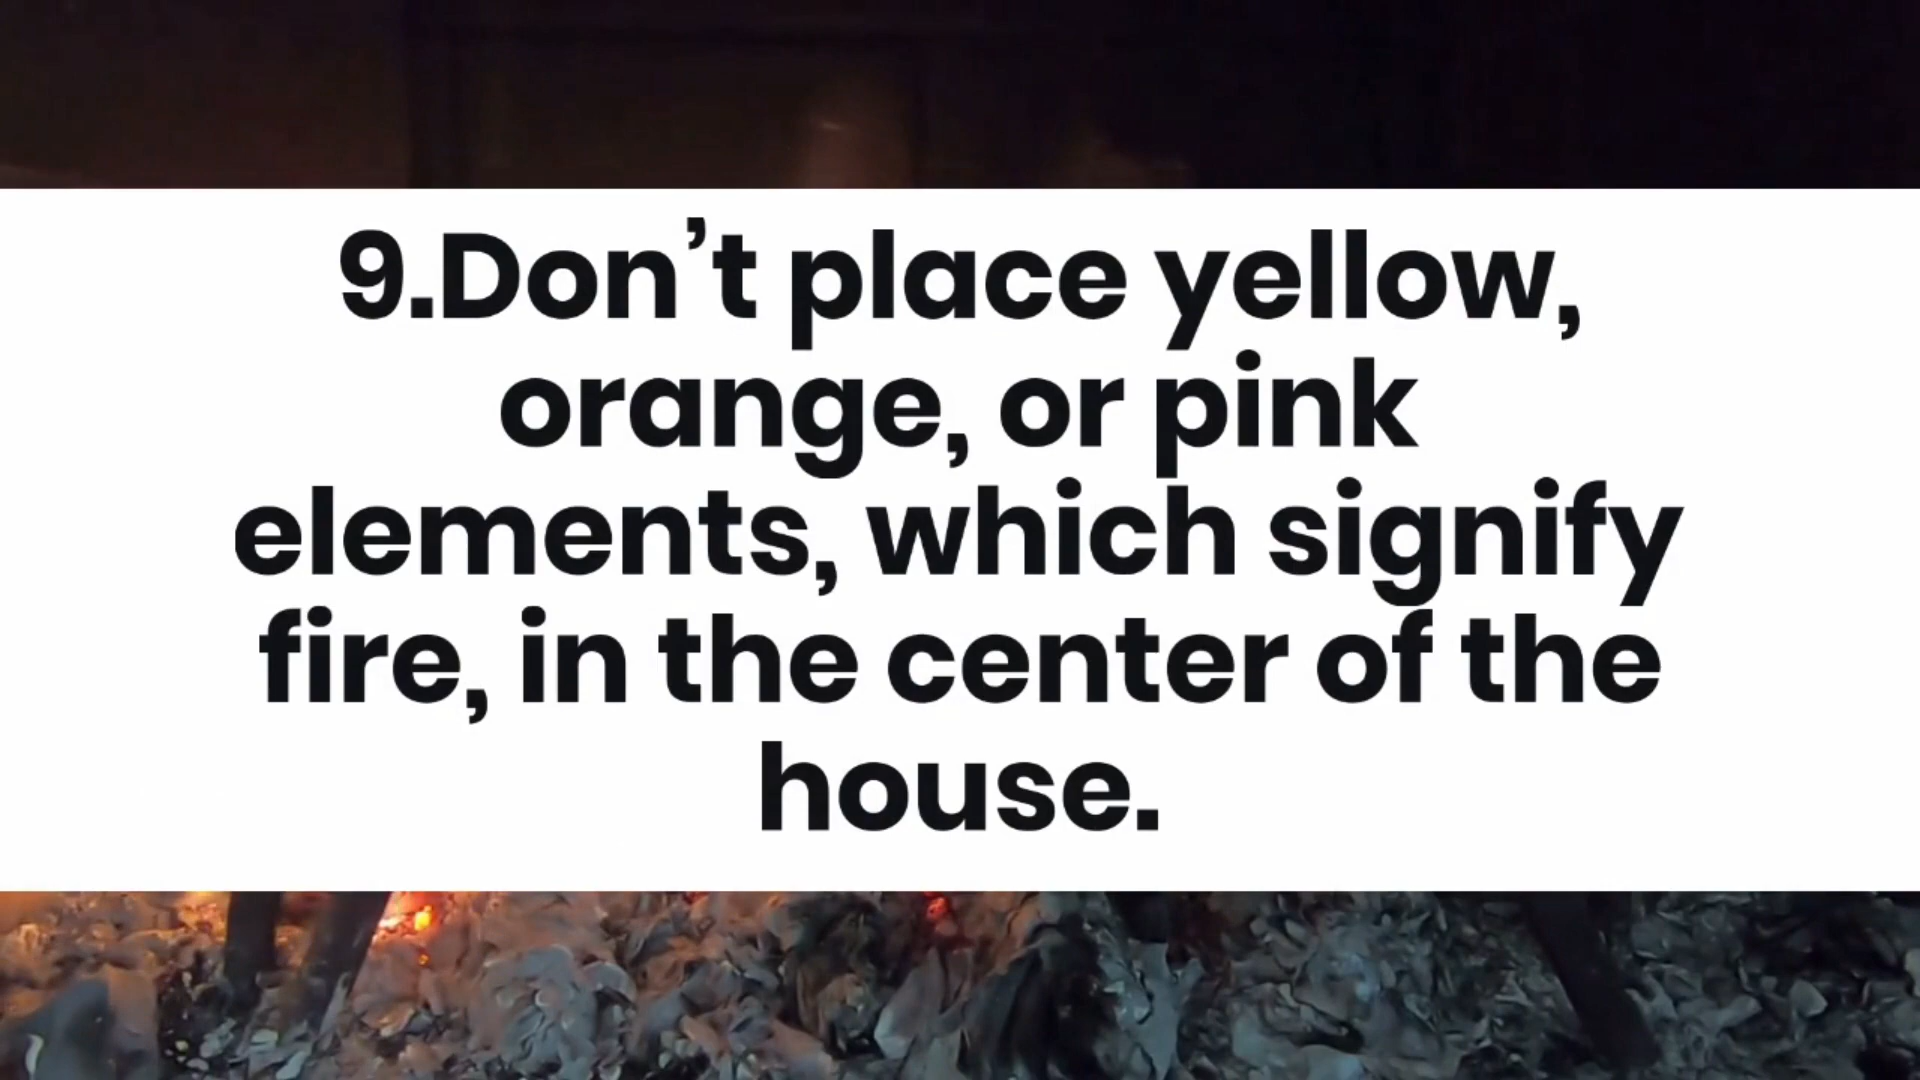 9.Don’t place yellow,
orange, or pink
elements, which signify
fire, in the center of the
house.